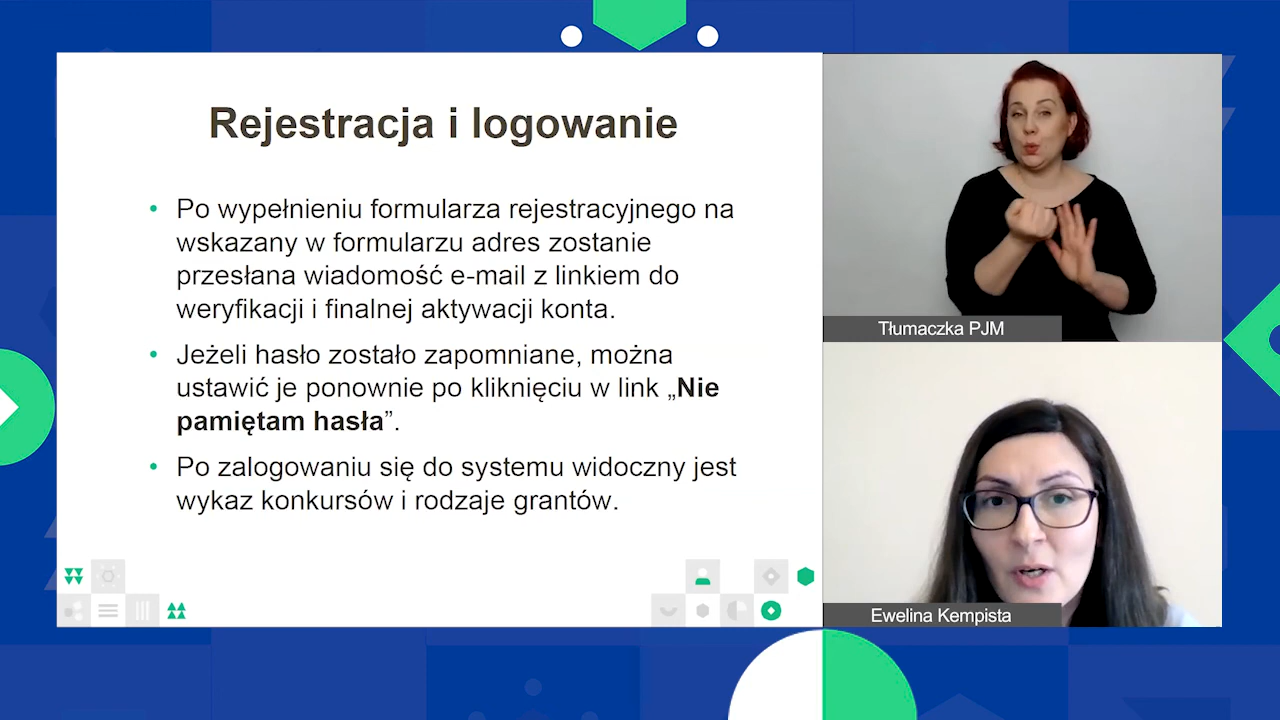 Rejestracja i logowanie
• Po wypełnieniu formularza rejestracyjnego na
wskazany w formularzu adres zostanie
przesłana wiadomość e-mail z linkiem do
weryfikacji i finalnej aktywacji konta.
• Jeżeli hasło zostało zapomniane, można
ustawić je ponownie po kliknięciu w link „Nie
pamiętam hasła”.
• Po zalogowaniu się do systemu widoczny jest
wykaz konkursów i rodzaje grantów.
Tłumaczka PJM
Ewelina Kempista